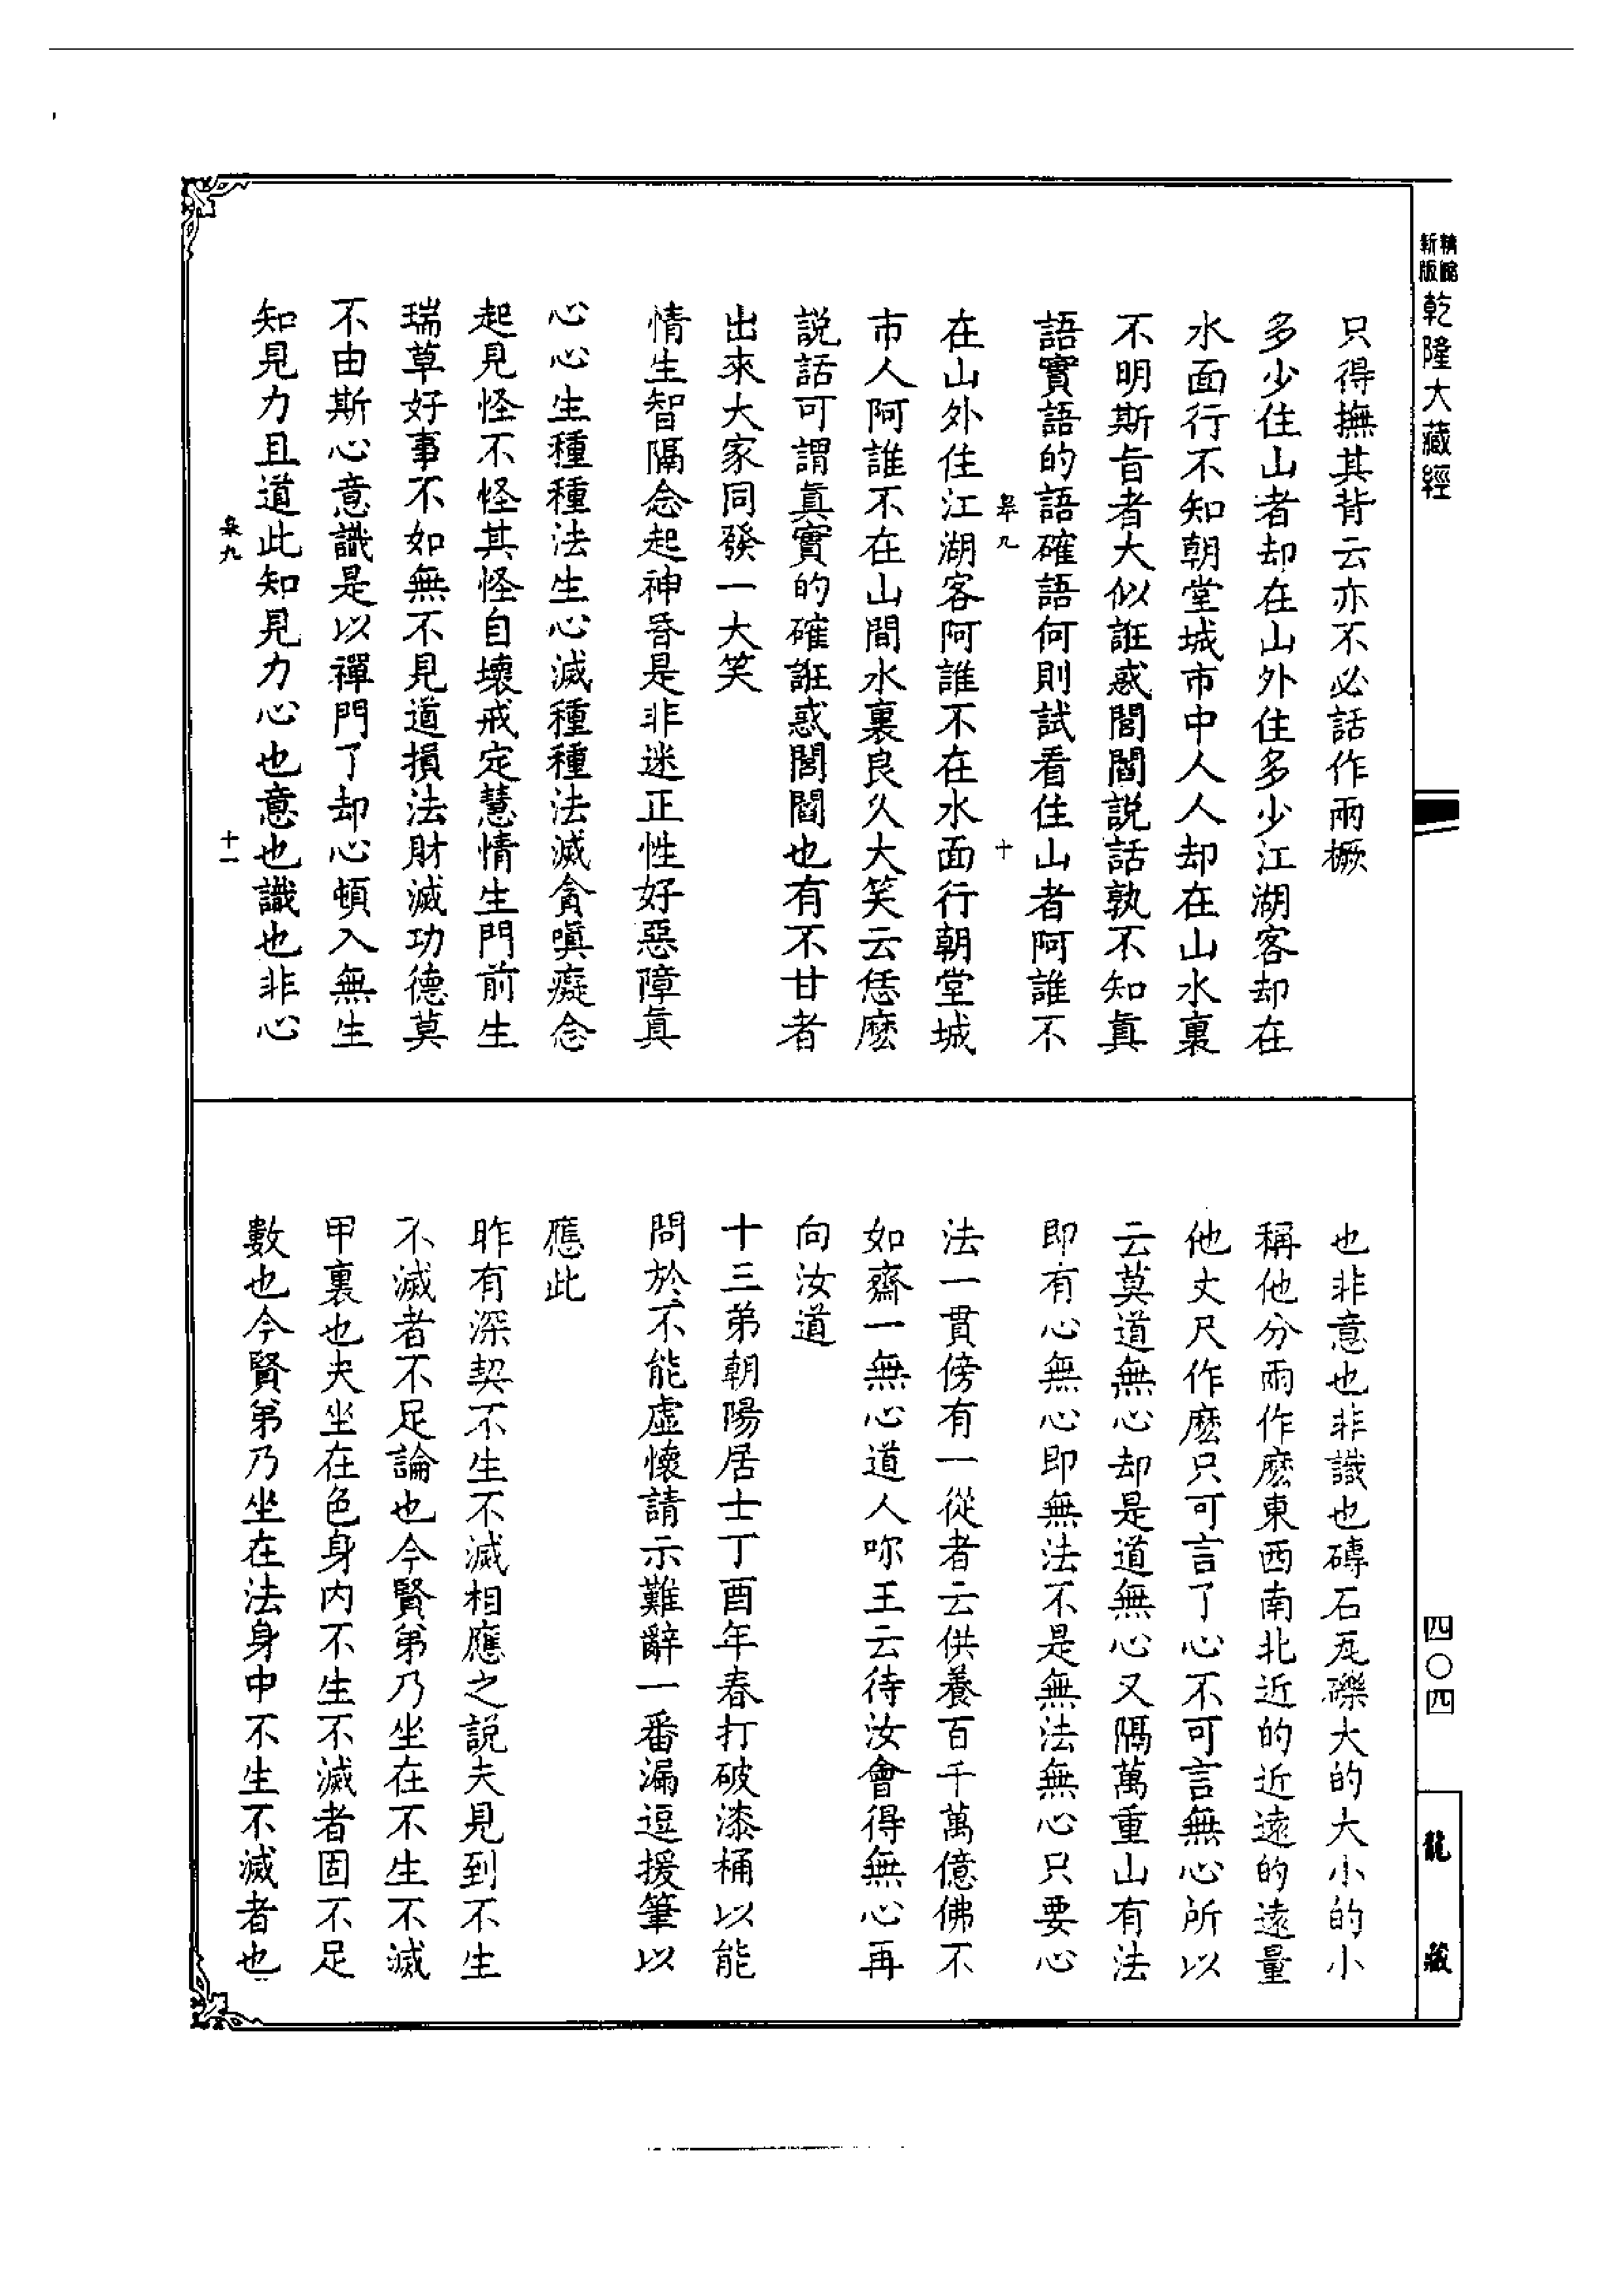 新版
精縮
乾隆大藏經
只得撫其背云亦不必話作兩橛
多少住山者却在山外住多少江湖客却在
水面行不知朝堂城市中人人却在山水裏
不明斯旨者大似誑惑閭閻説話孰不知眞
語實語的語確語何則試看住山者阿誰不
皐九
十
在山外住江湖客阿誰不在水面行朝堂城
市人阿誰不在山間水裏良久大笑云恁麽
説話可謂眞實的確誑惑閭閻也有不甘者
出來大家同發一大笑
情生智隔念起神昏是非迷正性好惡障眞
心心生種種法生心滅種種法滅貪嗔癡念
起見怪不怪其怪自壞戒定慧情生門前生
瑞草好事不如無不見道損法財滅功德莫
不由斯心意識是以禪門了却心頓入無生
知見力且道此知見力心也意也識也非心
皐九
十一
也非意也非識也磚石瓦礫大的大小的小
稱他分兩作麽東西南北近的近遠的遠量
他丈尺作麽只可言了心不可言無心所以
云莫道無心却是道無心又隔萬重山有法
即有心無心即無法不是無法無心只要心
法一貫傍有一從者云供養百千萬億佛不
如齋一無心道人㖿王云待汝會得無心再
向汝道
十三弟朝陽居士丁酉年春打破漆桶以能
問於不能虛懷請示難辭一番漏逗援筆以
應此
昨有深契不生不滅相應之説夫見到不生
不滅者不足論也今賢弟乃坐在不生不滅
甲裏也夫坐在色身內不生不滅者固不足
數也今賢弟乃坐在法身中不生不滅者也
四〇四
龍藏